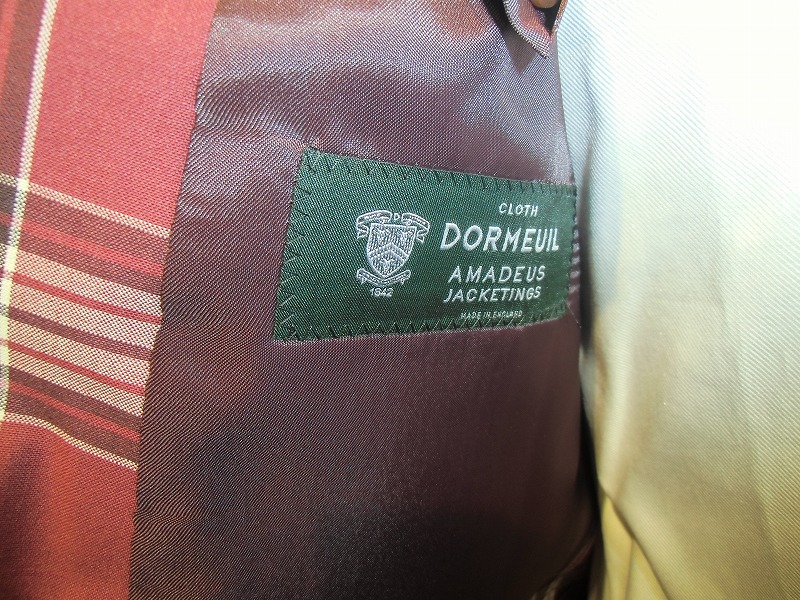 CLOTH
DORMEUIL
AMADEUS
JACKETINGS
MADE IN ENGLAND
D
1842